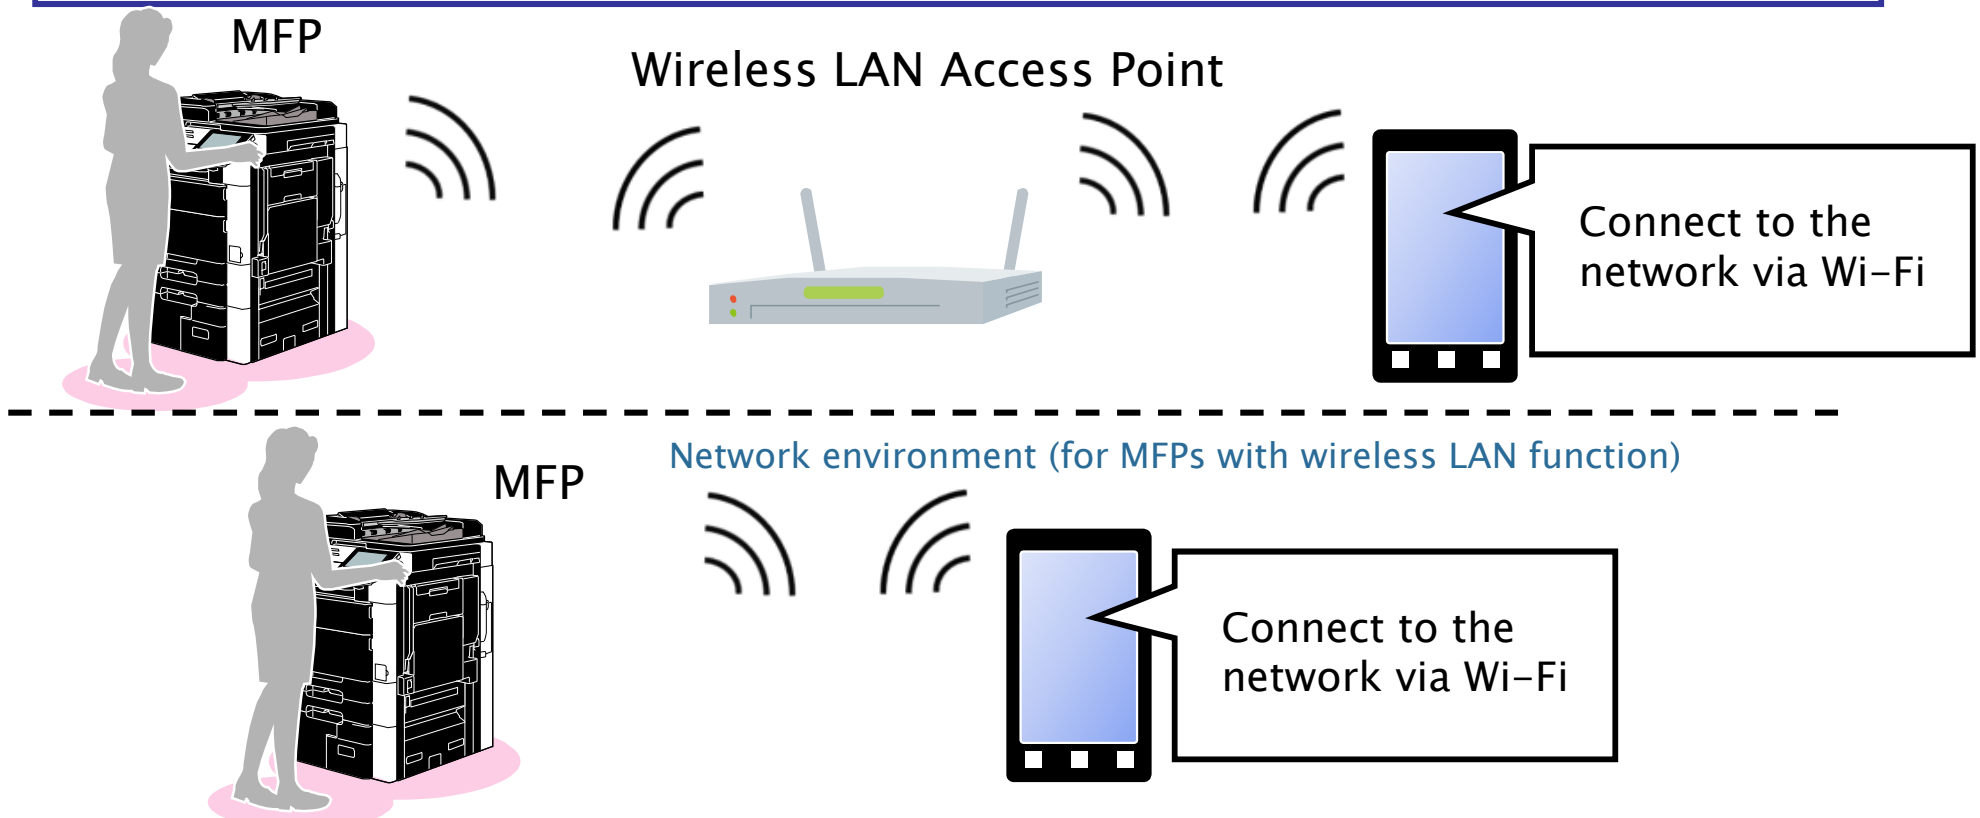 MFP
Wireless LAN Access Point
Connect to the
network via Wi-Fi
Network environment (for MFPs with wireless LAN function)
MFP
Connect to the
network via Wi-Fi